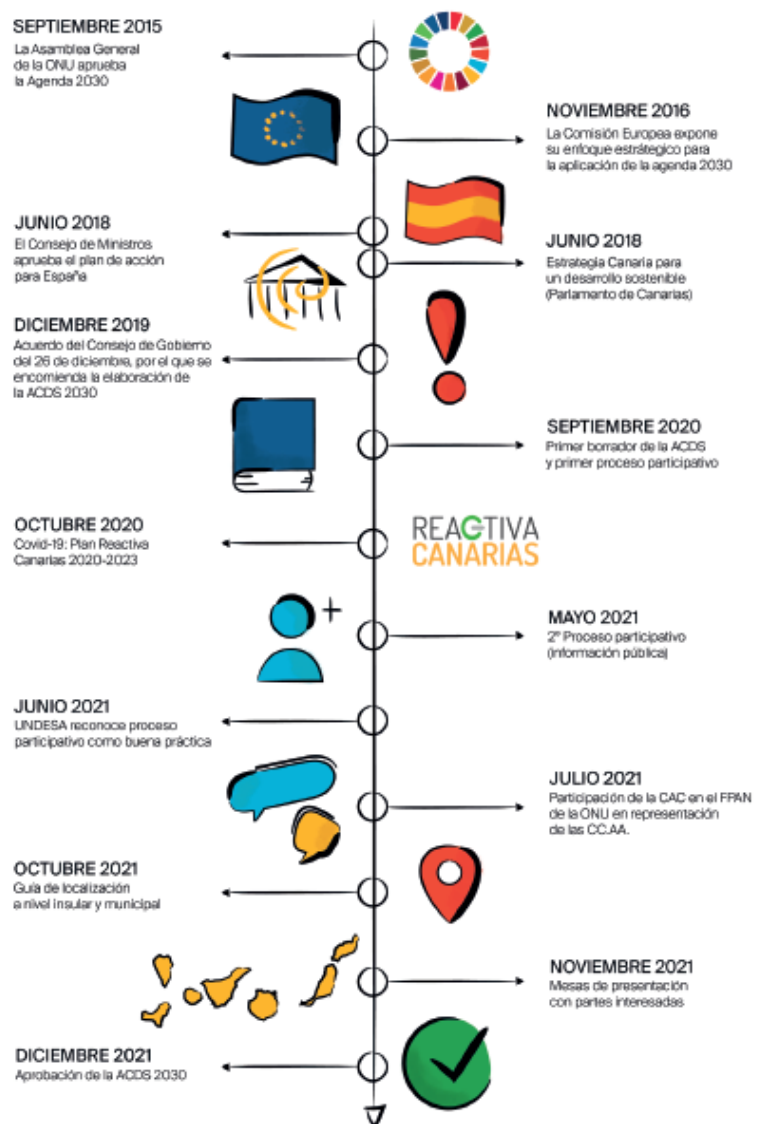 SEPTIEMBRE 2015
La Asamblea General
de la ONU aprueba
la Agenda 2030
NOVIEMBRE 2016
La Comisión Europea expone
su enfoque estrátegico para
la aplicación de la agenda 2030
JUNIO 2018
El Consejo de Ministros
aprueba el plan de acción
para España
JUNIO 2018
Estrategia Canaria para
un desarrollo sostenible
(Parlamento de Canarias)
DICIEMBRE 2019
Acuerdo del Consejo de Gobierno
del 26 de diciembre, por el que se
encomienda la elaboración de
la ACDS 2030
SEPTIEMBRE 2020
Primer borrador de la ACDS
y primer proceso participativo
OCTUBRE 2020
Covid-19: Plan Reactiva
Canarias 2020-2023
REACTIVA
CANARIAS
MAYO 2021
2º Proceso participativo
(información pública)
JUNIO 2021
UNDESA reconoce proceso
participativo como buena práctica
JULIO 2021
Participación de la CAC en el FPAN
de la ONU en representación
de las CC.AA.
OCTUBRE 2021
Guía de localización
a nivel insular y municipal
NOVIEMBRE 2021
Mesas de presentación
con partes interesadas
DICIEMBRE 2021
Aprobación de la ACDS 2030